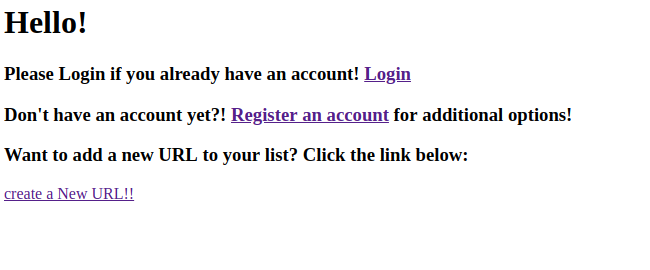 Hello!
Please Login if you already have an account! Login
Don't have an account yet?! Register an account for additional options!
Want to add a new URL to your list? Click the link below:
create a New URL!!